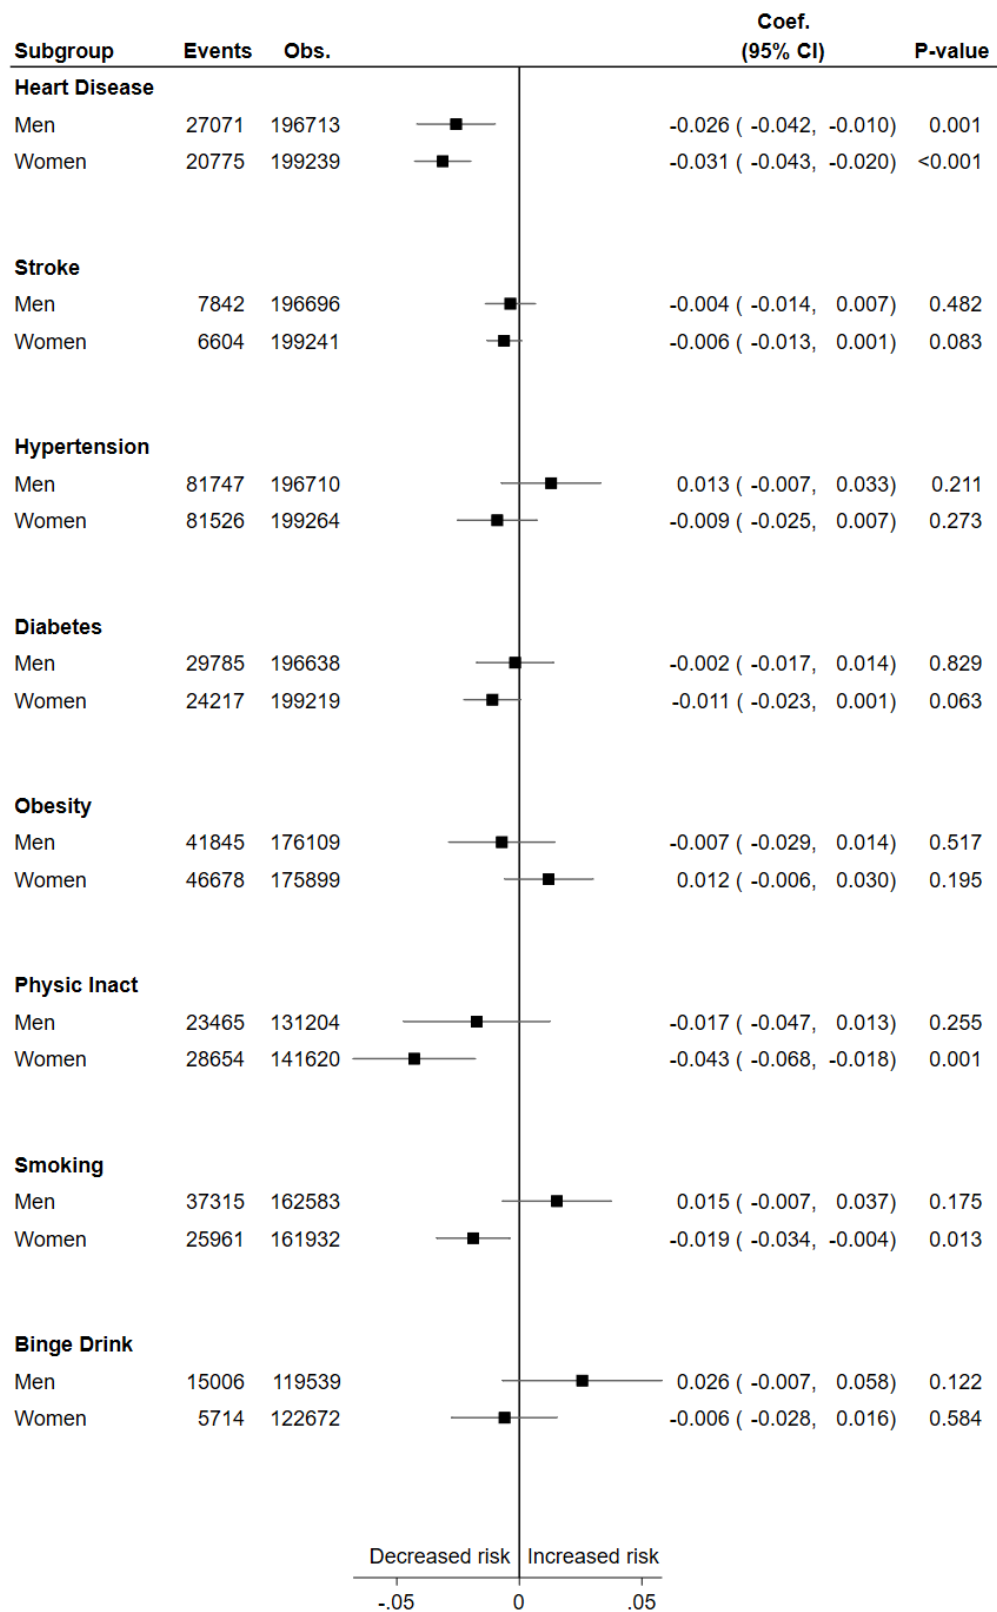 Coef.
Subgroup Events Obs. (95% CI) P-value
Heart Disease
Men 27071 196713 -0.026 ( -0.042, -0.010) 0.001
Women 20775 199239 -0.031 ( -0.043, -0.020) <0.001
Stroke
Men 7842 196696 -0.004 ( -0.014, 0.007) 0.482
Women 6604 199241 -0.006 ( -0.013, 0.001) 0.083
Hypertension
Men 81747 196710 0.013 ( -0.007, 0.033) 0.211
Women 81526 199264 -0.009 ( -0.025, 0.007) 0.273
Diabetes
Men 29785 196638 -0.002 ( -0.017, 0.014) 0.829
Women 24217 199219 -0.011 ( -0.023, 0.001) 0.063
Obesity
Men 41845 176109 -0.007 ( -0.029, 0.014) 0.517
Women 46678 175899 0.012 ( -0.006, 0.030) 0.195
Physic Inact
Men 23465 131204 -0.017 ( -0.047, 0.013) 0.255
Women 28654 141620 -0.043 ( -0.068, -0.018) 0.001
Smoking
Men 37315 162583 0.015 ( -0.007, 0.037) 0.175
Women 25961 161932 -0.019 ( -0.034, -0.004) 0.013
Binge Drink
Men 15006 119539 0.026 ( -0.007, 0.058) 0.122
Women 5714 122672 -0.006 ( -0.028, 0.016) 0.584
Decreased risk Increased risk
-.05 0 .05